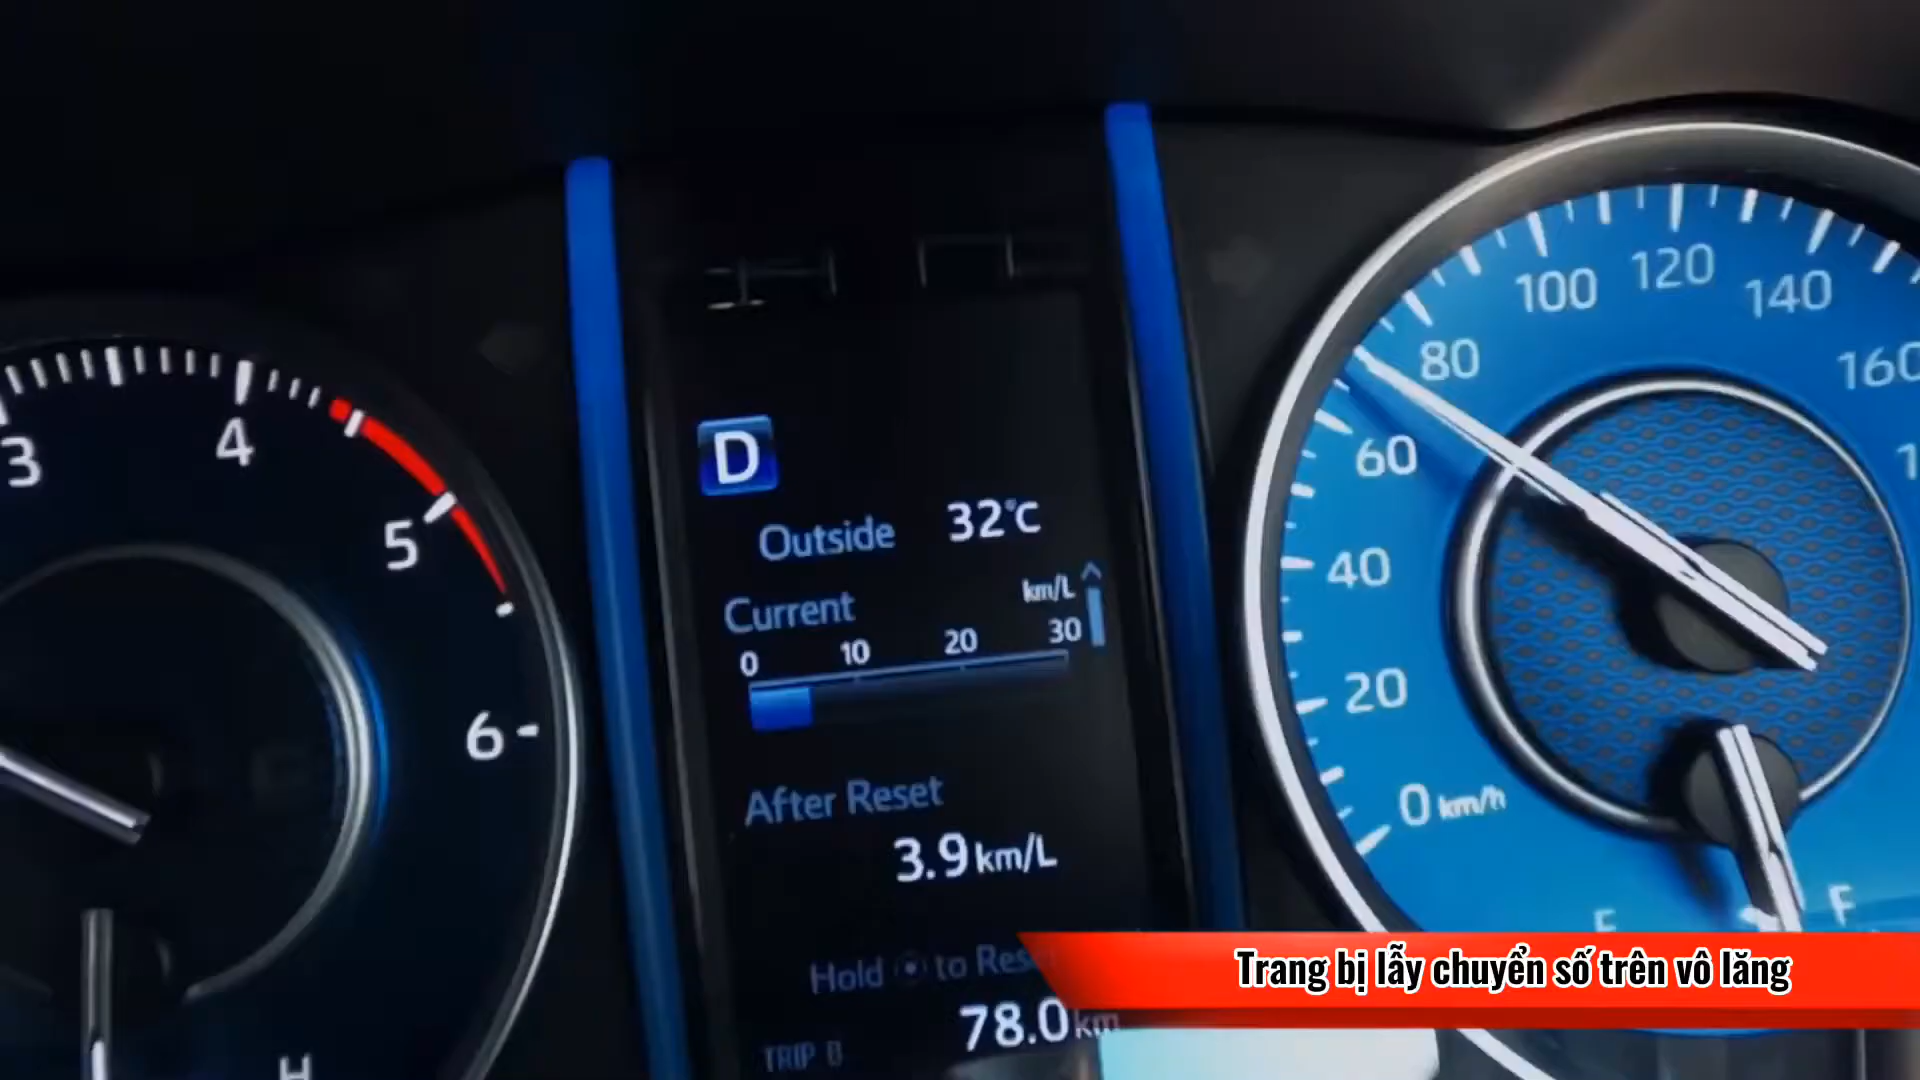 3
4
5
6
H
D
Outside 32°C
Current km/L
0 10 20 30
After Reset
3.9 km/L
Hold to
78.0 km
TRIP B
0 km/h
20
40
60
80
100
120
140
160
E
F
Trang bị lẫy chuyển số trên vô lăng